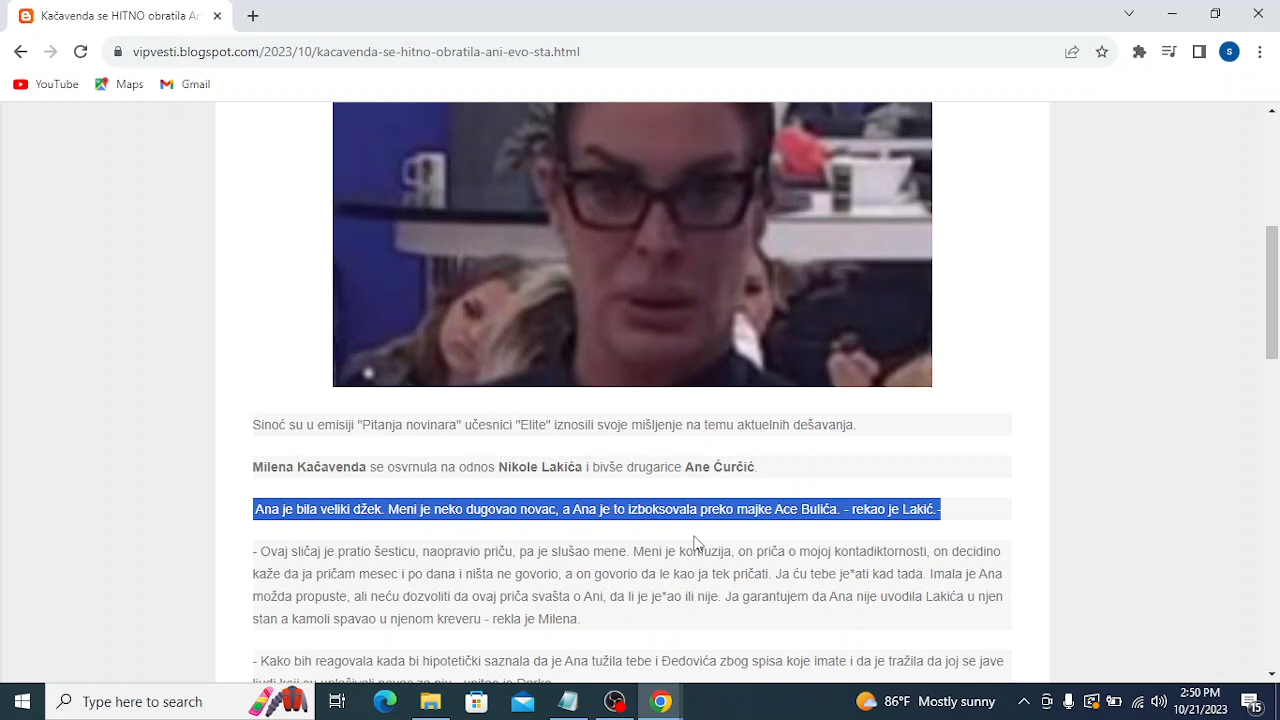 Kačavenda se HITNO obratila An
vipvesti.blogspot.com/2023/10/kacavenda-se-hitno-obratila-ani-evo-sta.html
S
YouTube Maps Gmail
Sinoć su u emisiji "Pitanja novinara" učesnici "Elite" iznosili svoje mišljenje na temu aktuelnih dešavanja.
Milena Kačavenda se osvrnula na odnos Nikole Lakića i bivše drugarice Ane Ćurčić.
Ana je bila veliki džek. Meni je neko dugovao novac, a Ana je to izboksovala preko majke Ace Bulića. - rekao je Lakić.-
- Ovaj sličaj je pratio šesticu, naopravio priču, pa je slušao mene. Meni je konfuzija, on priča o mojoj kontadiktornosti, on decidino
kaže da ja pričam mesec i po dana i ništa ne govorio, a on govorio da le kao ja tek pričati. Ja ću tebe je*ati kad tada. Imala je Ana
možda propuste, ali neću dozvoliti da ovaj priča svašta o Ani, da li je je*ao ili nije. Ja garantujem da Ana nije uvodila Lakića u njen
stan a kamoli spavao u njenom kreveru - rekla je Milena.
- Kako bih reagovala kada bi hipotetički saznala da je Ana tužila tebe i Đedovića zbog spisa koje imate i da je tražila da joj se jave
Type here to search
86°F Mostly sunny
2:50 PM
10/21/2023
15